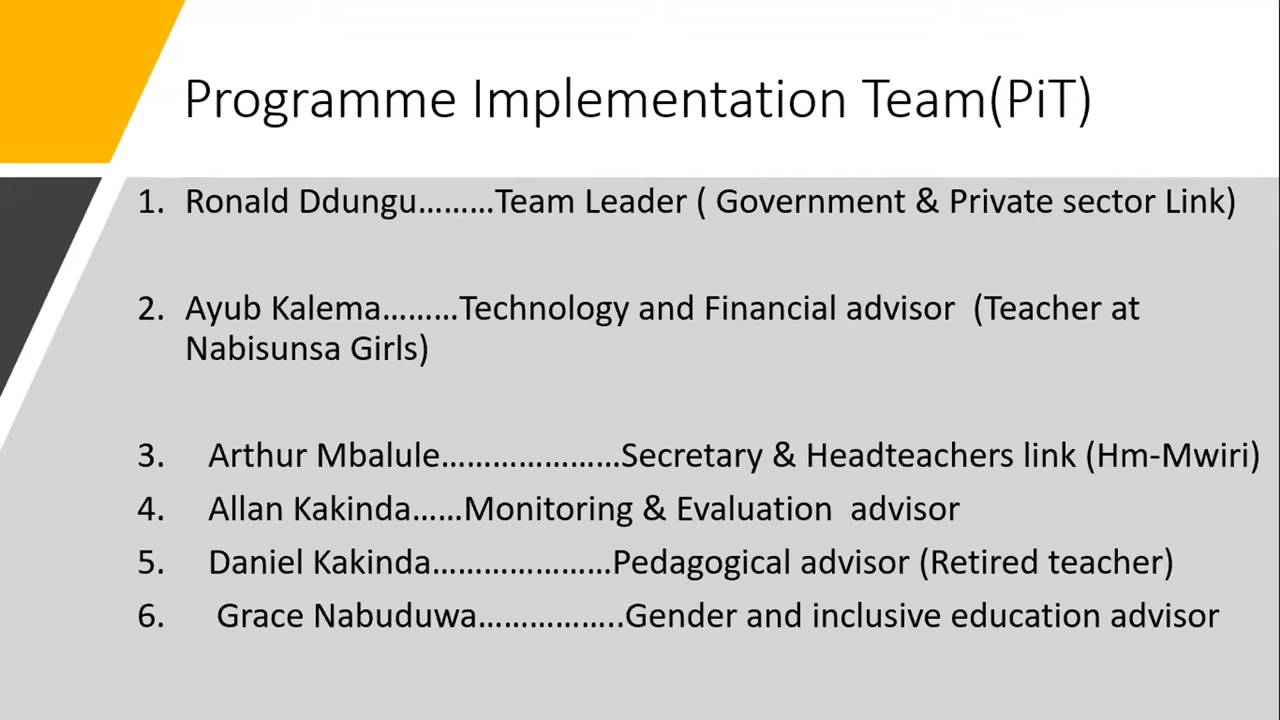 Programme Implementation Team(PiT)
1. Ronald Ddungu.........Team Leader ( Government & Private sector Link)
2. Ayub Kalema.........Technology and Financial advisor (Teacher at
Nabisunsa Girls)
3. Arthur Mbalule.....................Secretary & Headteachers link (Hm-Mwiri)
4. Allan Kakinda......Monitoring & Evaluation advisor
5. Daniel Kakinda.....................Pedagogical advisor (Retired teacher)
6. Grace Nabuduwa.................Gender and inclusive education advisor